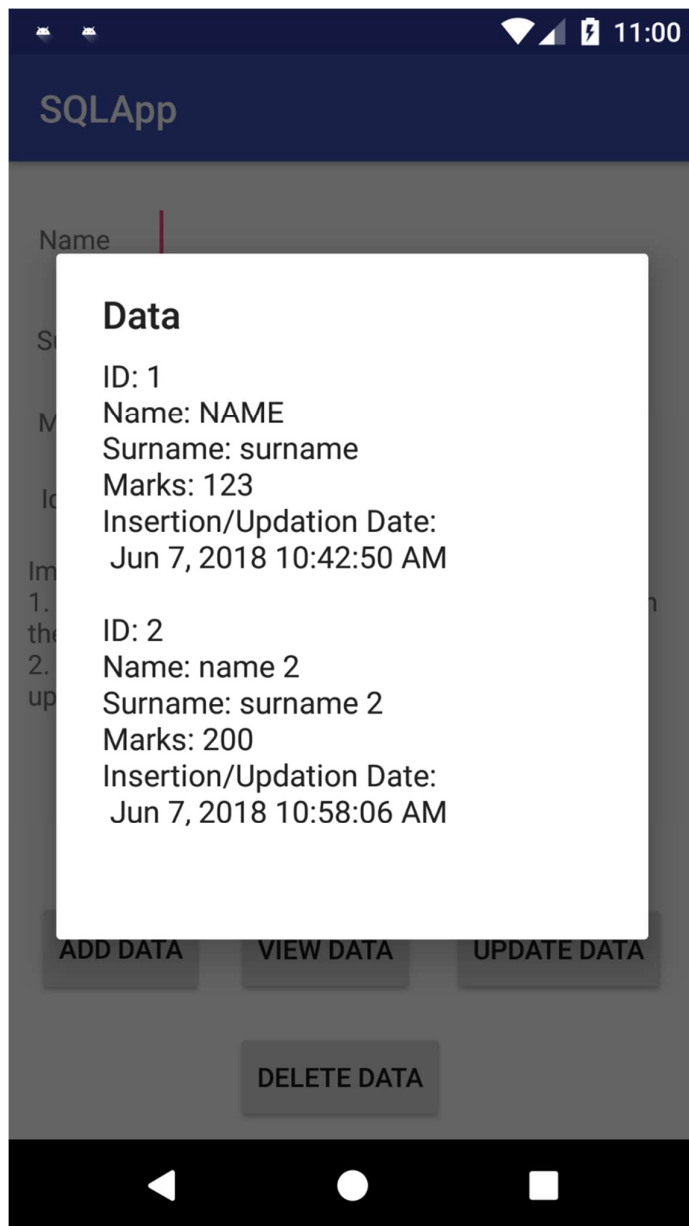 11:00
SQLApp
Name
Data
ID: 1
Name: NAME
Surname: surname
Marks: 123
Insertion/Updation Date:
Jun 7, 2018 10:42:50 AM
ID: 2
Name: name 2
Surname: surname 2
Marks: 200
Insertion/Updation Date:
Jun 7, 2018 10:58:06 AM
1.
2.
ADD DATA VIEW DATA UPDATE DATA
DELETE DATA